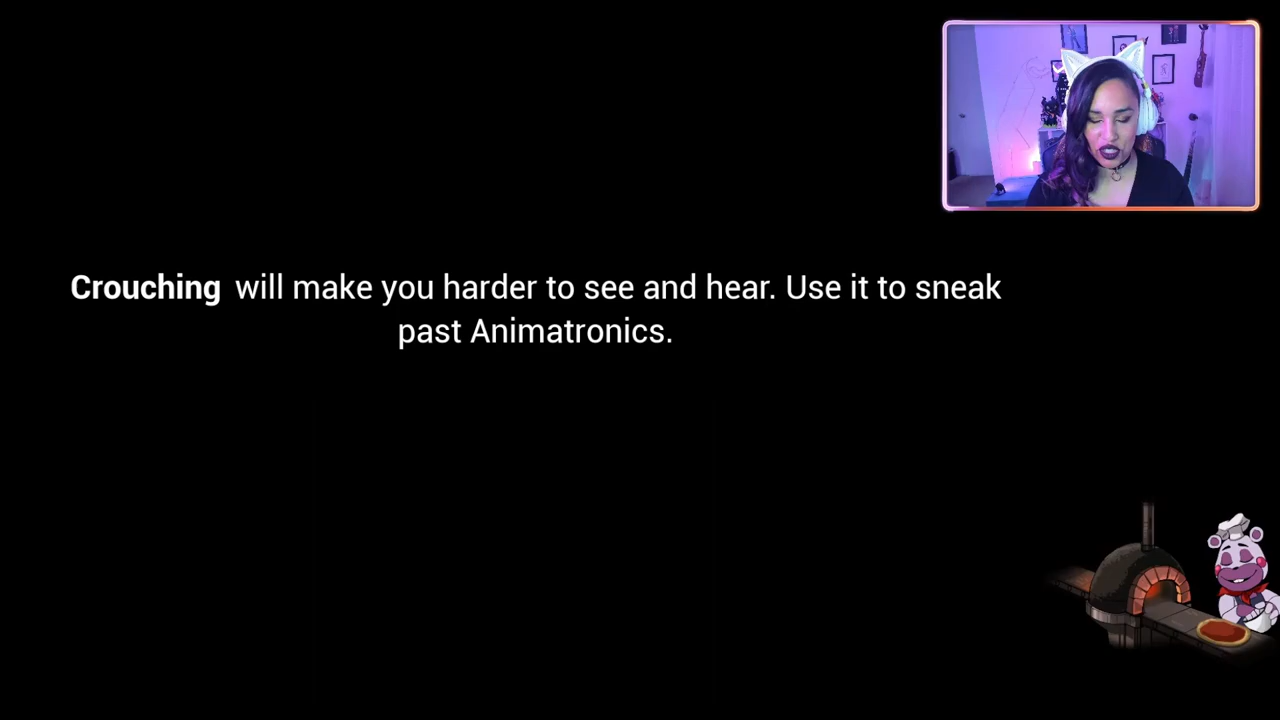 Crouching will make you harder to see and hear. Use it to sneak
past Animatronics.